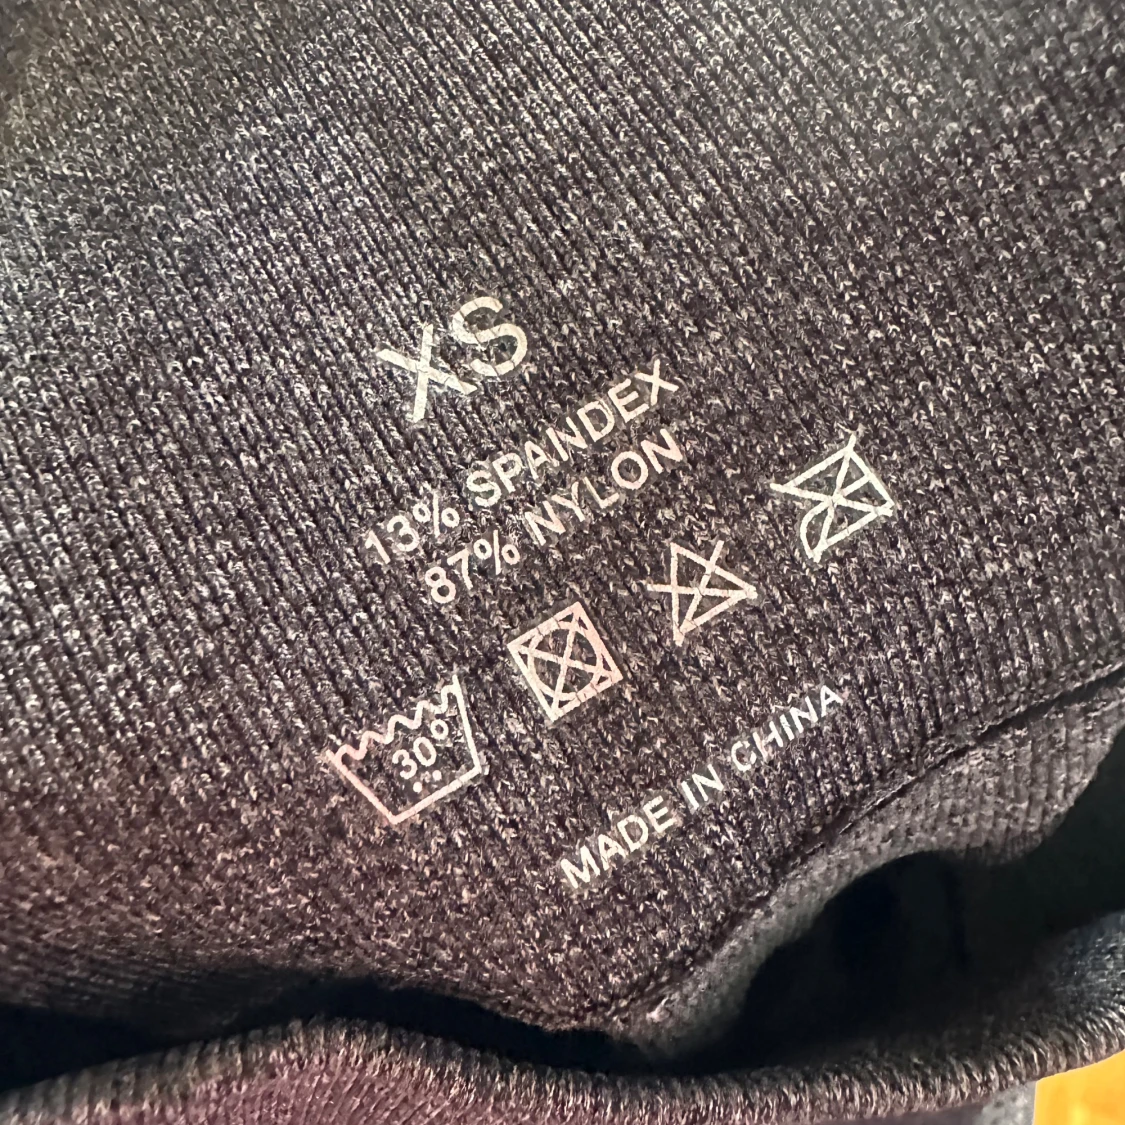 XS
13% SPANDEX
87% NYLON
30°
MADE IN CHINA